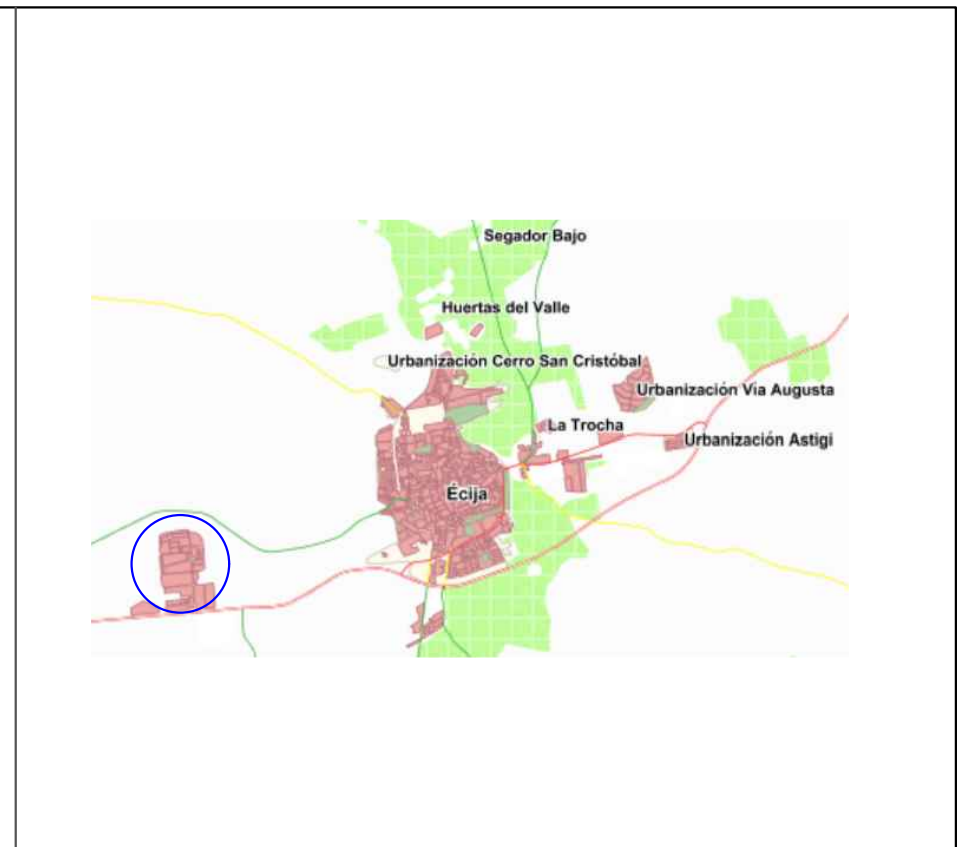 Segador Bajo
Huertas del Valle
Urbanización Cerro San Cristóbal
Urbanización Via Augusta
La Trocha
Urbanización Astigi
Écija